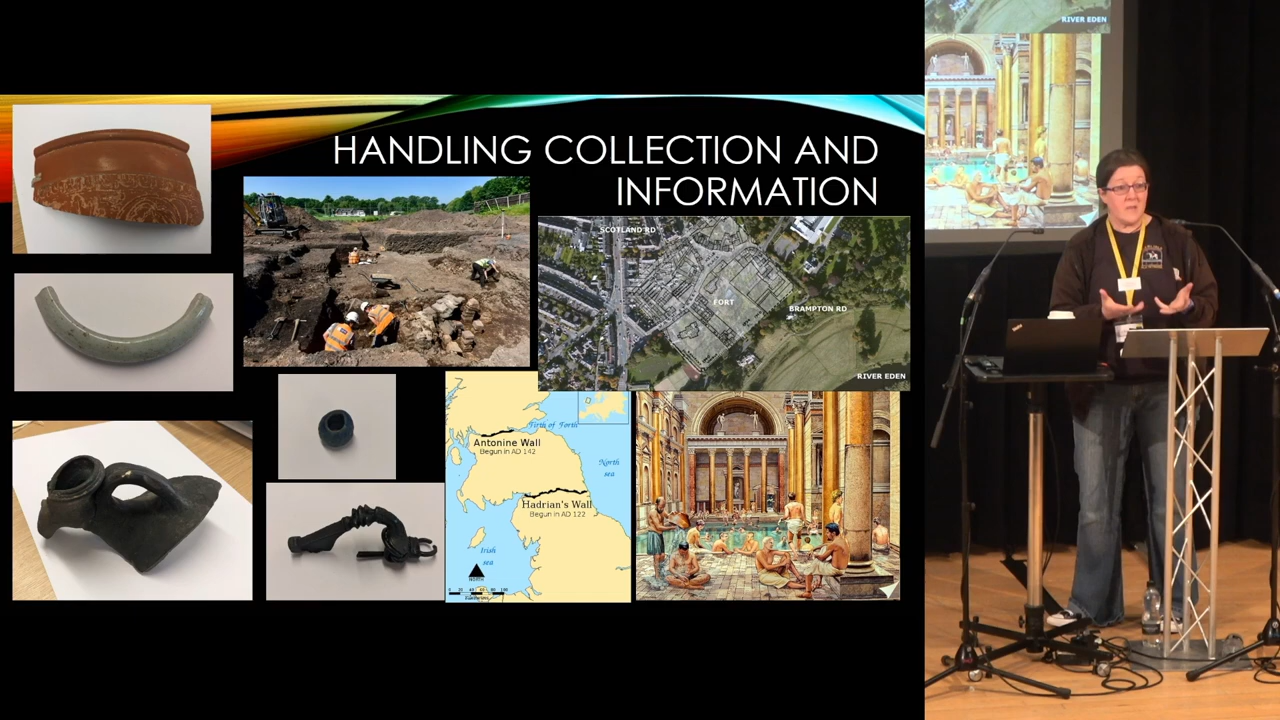 HANDLING COLLECTION AND
INFORMATION
SCOTLAND RD
FORT
BRAMPTON RD
RIVER EDEN
Firth of Forth
Antonine Wall
Begun in AD 142
North
sea
Hadrian's Wall
Begun in AD 122
Irish
sea
NORTH
RIVER EDEN